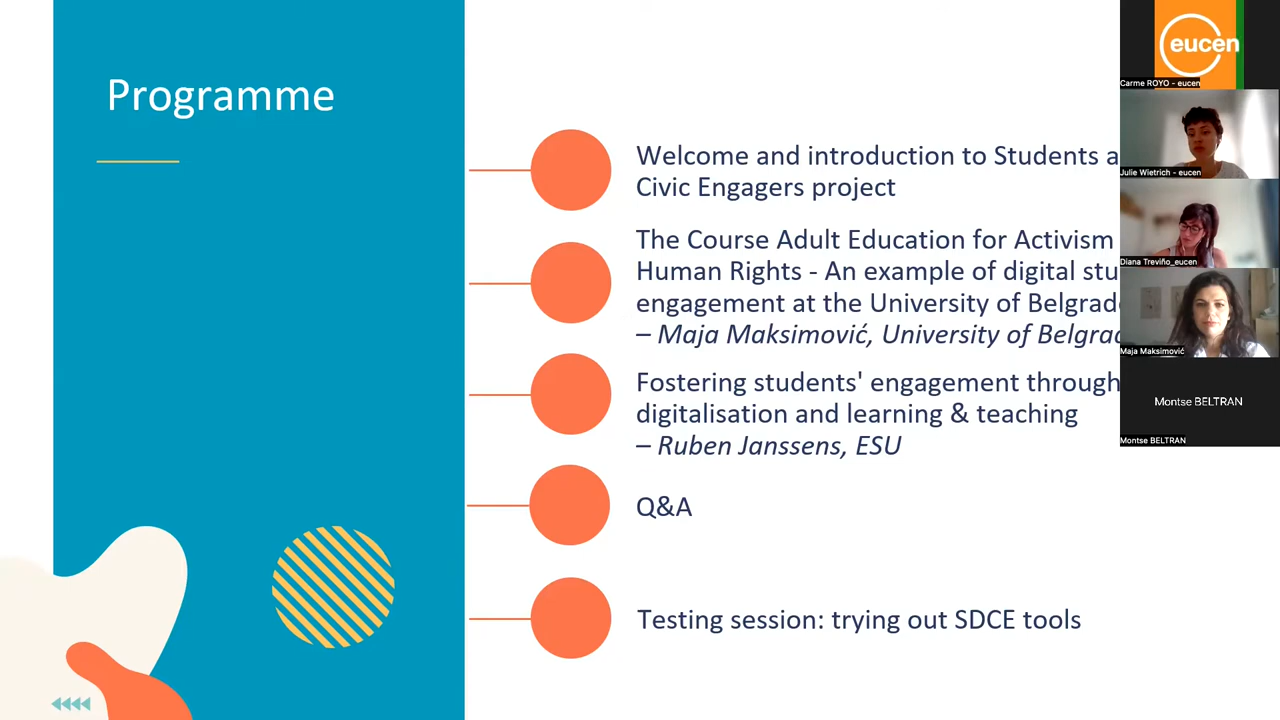 Programme
Welcome and introduction to Students a
Civic Engagers project
The Course Adult Education for Activism
Human Rights - An example of digital stu
engagement at the University of Belgrade
– Maja Maksimović, University of Belgrad
Fostering students' engagement through
digitalisation and learning & teaching
– Ruben Janssens, ESU
Q&A
Testing session: trying out SDCE tools
eucen
Carme ROYO - eucen
Julie Wietrich - eucen
Diana Treviño_eucen
Maja Maksimović
Montse BELTRAN
Montse BELTRAN